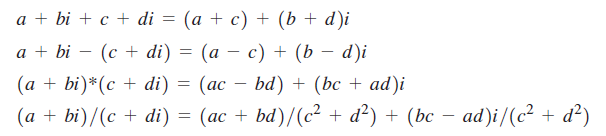 a + bi + c + di = (a + c) + (b + d)i
a + bi − (c + di) = (a − c) + (b − d)i
(a + bi)*(c + di) = (ac − bd) + (bc + ad)i
(a + bi)/(c + di) = (ac + bd)/(c² + d²) + (bc − ad)i/(c² + d²)